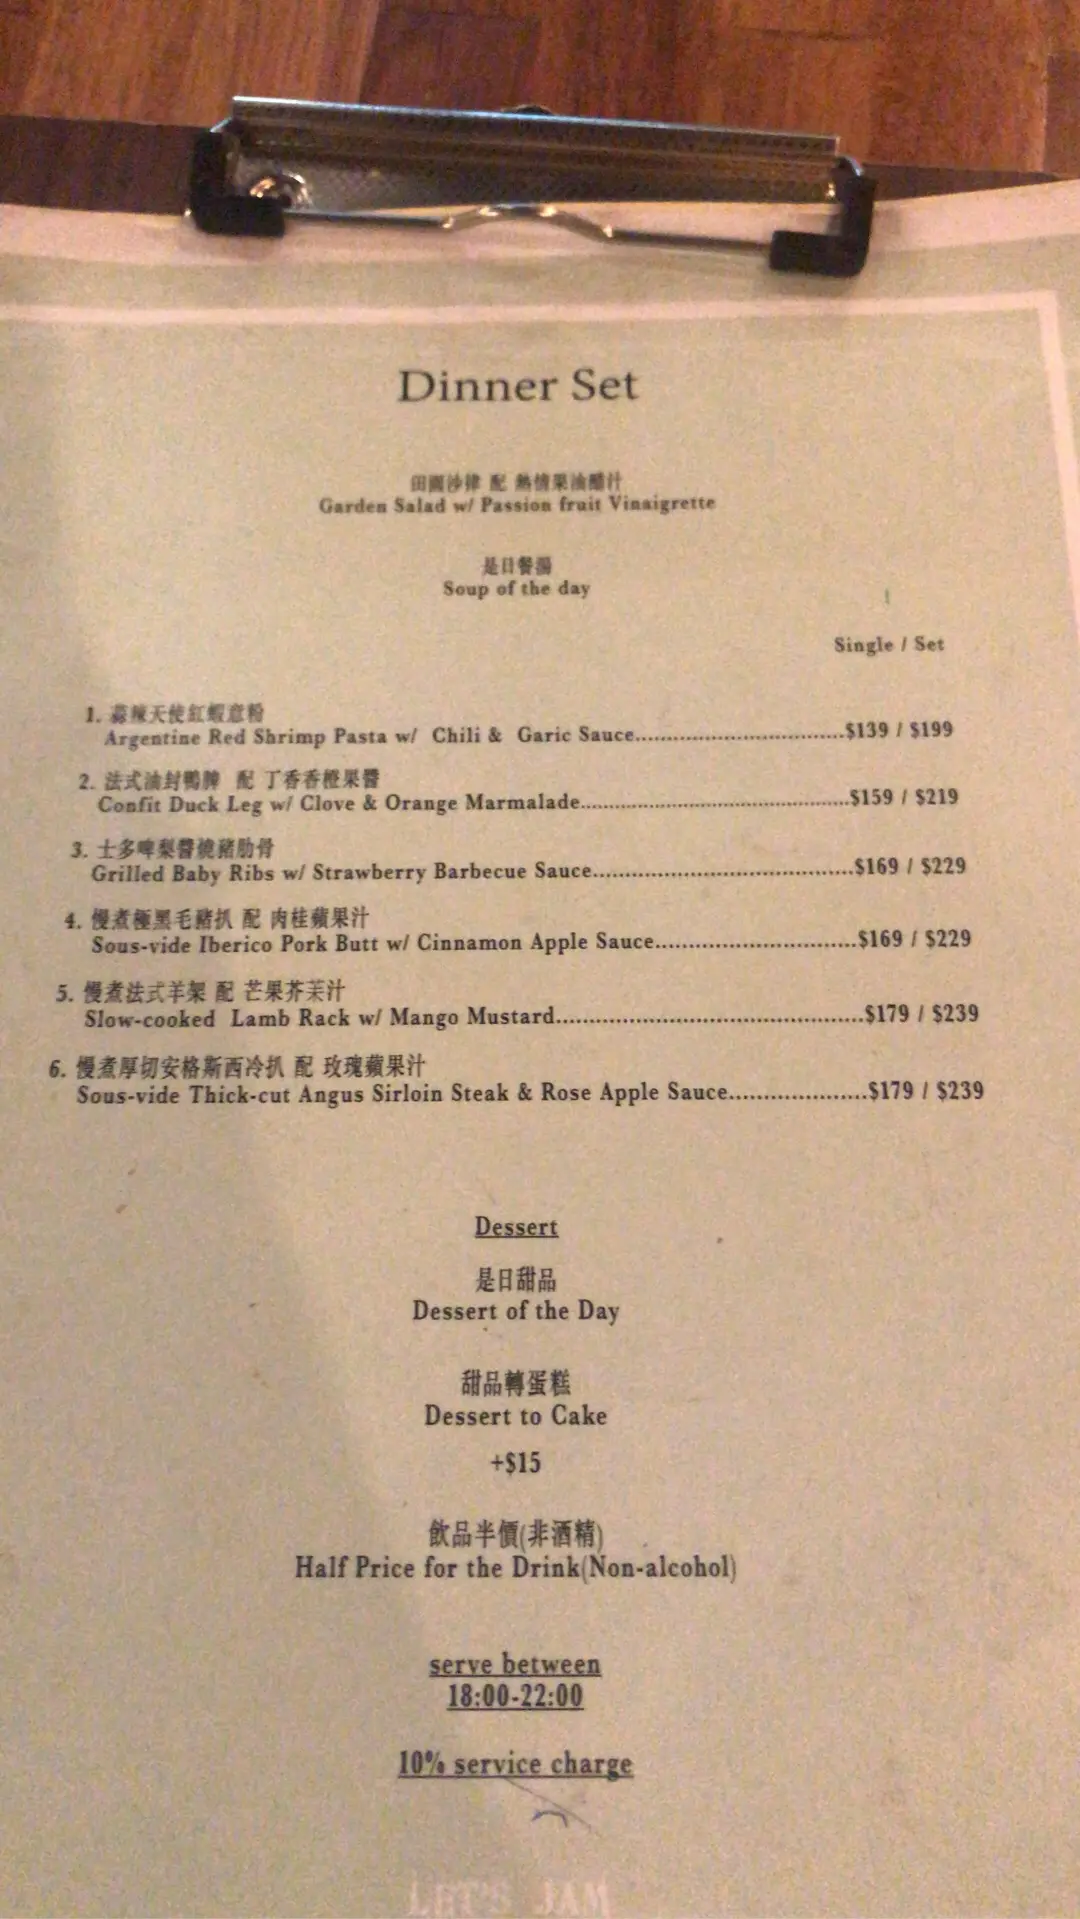 Dinner Set
田園沙律 配 熱情果油醋汁
Garden Salad w/ Passion fruit Vinaigrette
是日餐湯
Soup of the day
Single / Set
1. 蒜辣天使紅蝦意粉
Argentine Red Shrimp Pasta w/ Chili & Garic Sauce..............................$139 / $199
2. 法式油封鴨髀 配 丁香香橙果醬
Confit Duck Leg w/ Clove & Orange Marmalade.......................................$159 / $219
3. 士多啤梨醬燒豬肋骨
Grilled Baby Ribs w/ Strawberry Barbecue Sauce.....................................$169 / $229
4. 慢煮極黑毛豬扒 配 肉桂蘋果汁
Sous-vide Iberico Pork Butt w/ Cinnamon Apple Sauce.............................$169 / $229
5. 慢煮法式羊架 配 芒果芥茉汁
Slow-cooked Lamb Rack w/ Mango Mustard...........................................$179 / $239
6. 慢煮厚切安格斯西冷扒 配 玫瑰蘋果汁
Sous-vide Thick-cut Angus Sirloin Steak & Rose Apple Sauce....................$179 / $239
Dessert
是日甜品
Dessert of the Day
甜品轉蛋糕
Dessert to Cake
+$15
飲品半價(非酒精)
Half Price for the Drink(Non-alcohol)
serve between
18:00-22:00
10% service charge
LET'S JAM